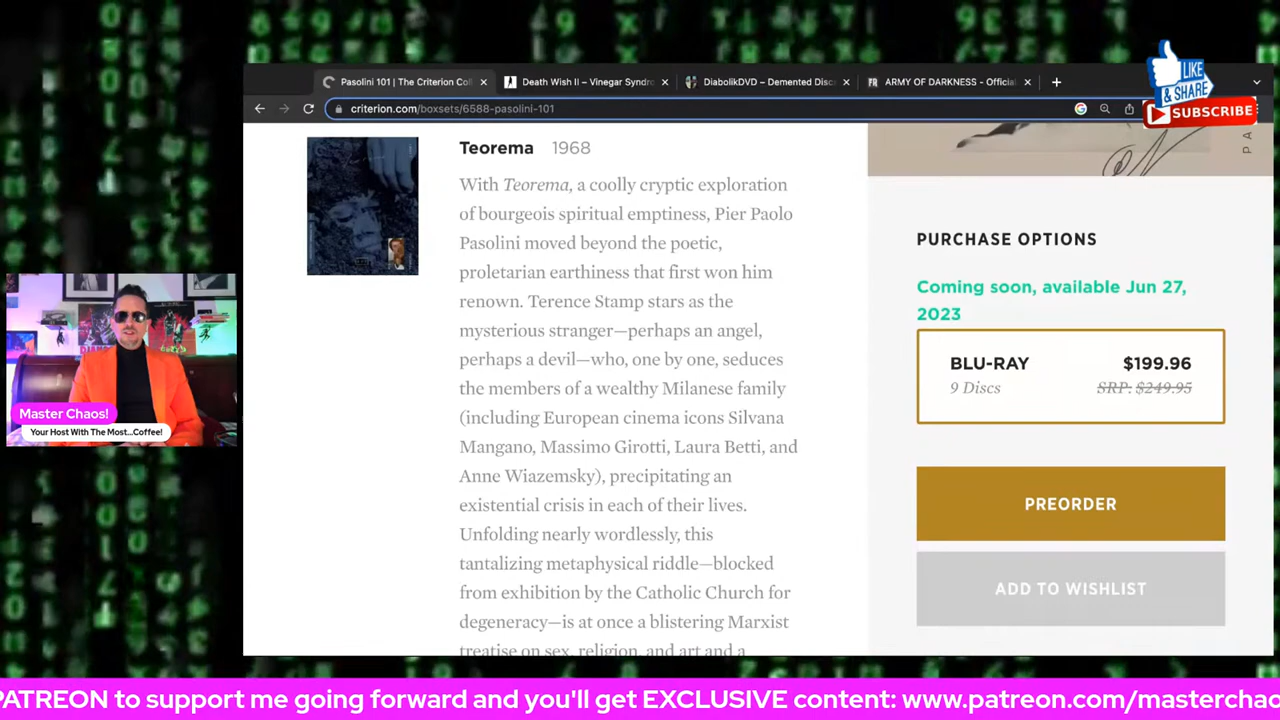 Pasolini 101 | The Criterion Co
Death Wish II – Vinegar Syndro
DiabolikDVD – Demented Disc
ARMY OF DARKNESS - Official
criterion.com/boxsets/6588-pasolini-101
LIKE
& SHARE
SUBSCRIBE
Teorema 1968
With Teorema, a coolly cryptic exploration
of bourgeois spiritual emptiness, Pier Paolo
Pasolini moved beyond the poetic,
proletarian earthiness that first won him
renown. Terence Stamp stars as the
mysterious stranger—perhaps an angel,
perhaps a devil—who, one by one, seduces
the members of a wealthy Milanese family
(including European cinema icons Silvana
Mangano, Massimo Girotti, Laura Betti, and
Anne Wiazemsky), precipitating an
existential crisis in each of their lives.
Unfolding nearly wordlessly, this
tantalizing metaphysical riddle—blocked
from exhibition by the Catholic Church for
degeneracy—is at once a blistering Marxist
treatise on sex, religion, and art and a
P A
PURCHASE OPTIONS
Coming soon, available Jun 27,
2023
BLU-RAY $199.96
9 Discs SRP: $249.95
PREORDER
ADD TO WISHLIST
Master Chaos!
Your Host With The Most...Coffee!
PATREON to support me going forward and you'll get EXCLUSIVE content: www.patreon.com/masterchao